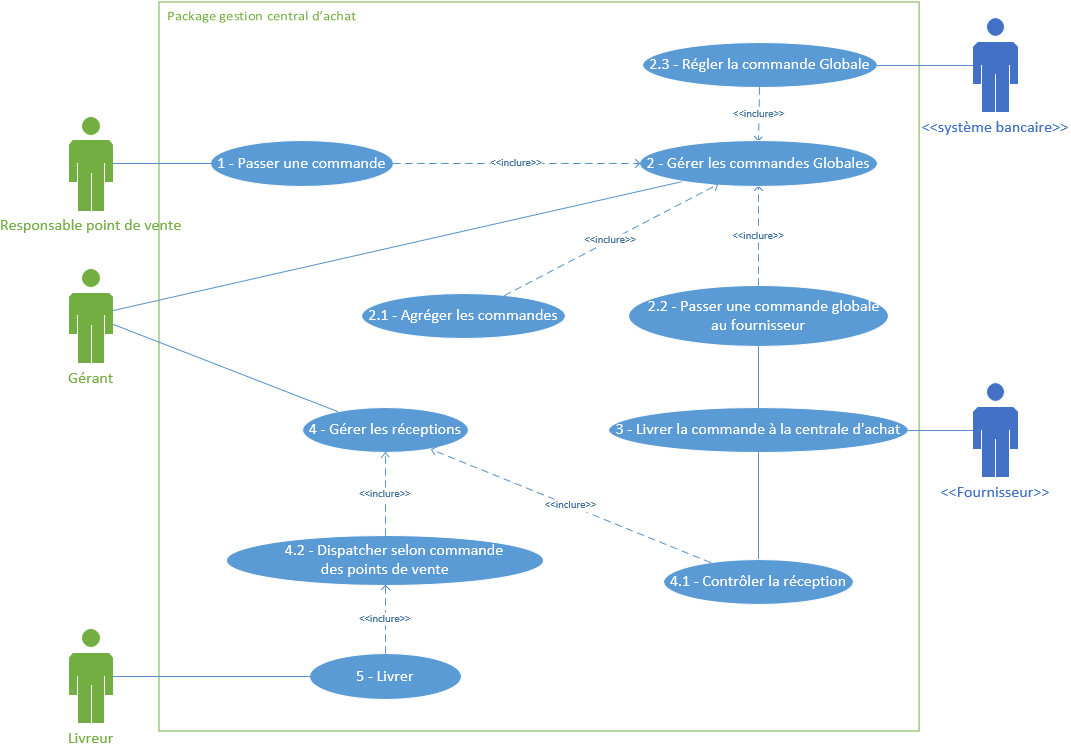 Package gestion central d'achat
2.3 - Régler la commande Globale
<<système bancaire>>
<<inclure>>
1 - Passer une commande
<<inclure>>
2 - Gérer les commandes Globales
Responsable point de vente
<<inclure>>
<<inclure>>
2.1 - Agréger les commandes
2.2 - Passer une commande globale
au fournisseur
Gérant
4 - Gérer les réceptions
3 - Livrer la commande à la centrale d'achat
<<Fournisseur>>
<<inclure>>
<<inclure>>
4.2 - Dispatcher selon commande
des points de vente
4.1 - Contrôler la réception
<<inclure>>
5 - Livrer
Livreur